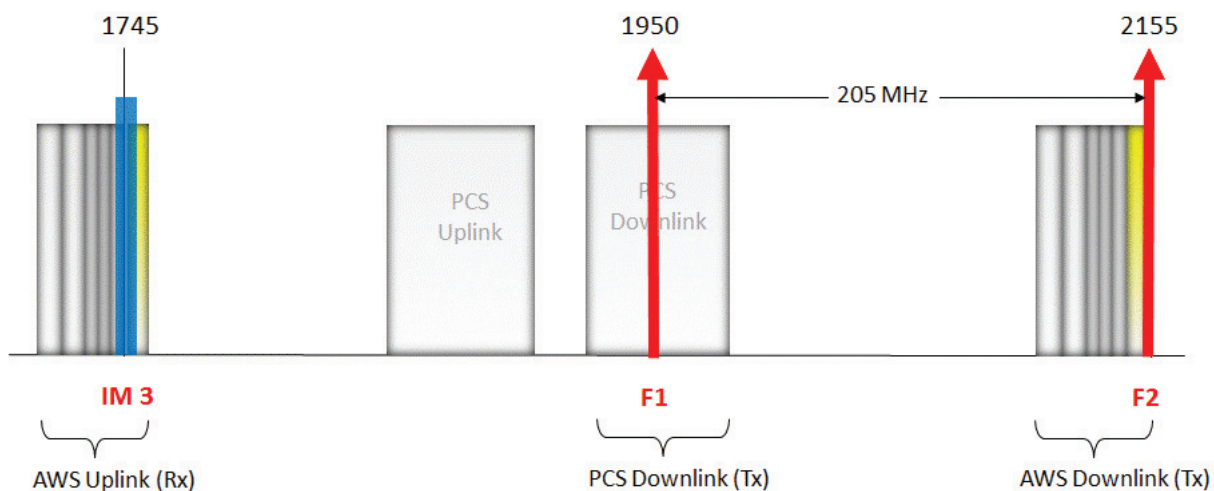 1745
1950
2155
205 MHz
PCS
Uplink
PCS
Downlink
IM 3
F1
F2
AWS Uplink (Rx)
PCS Downlink (Tx)
AWS Downlink (Tx)